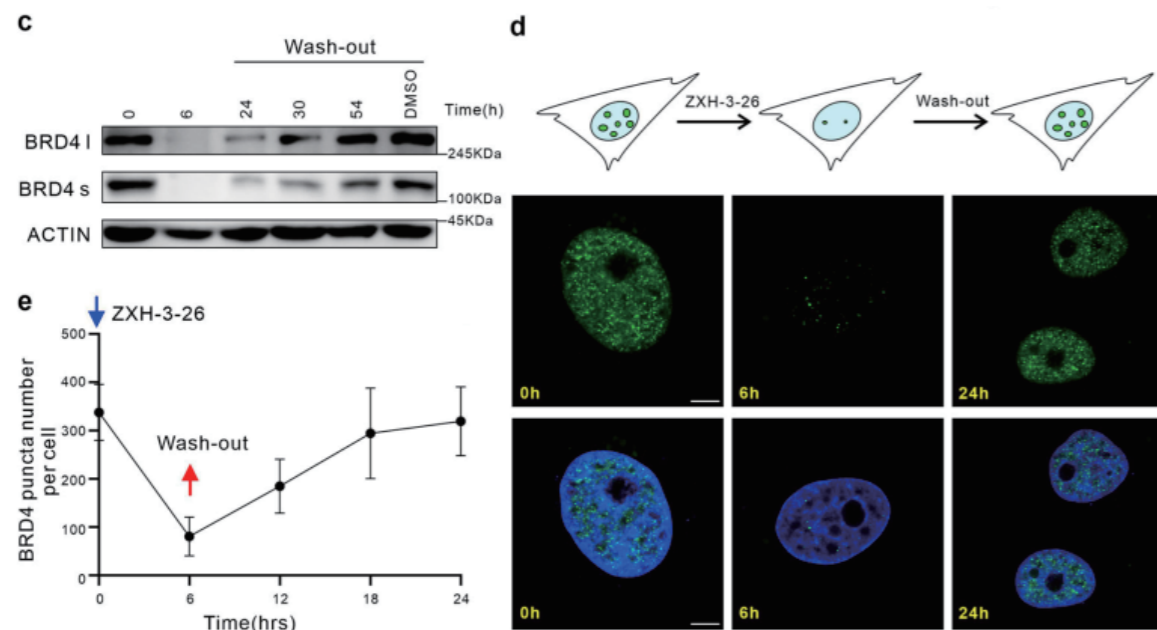 c
Wash-out
0 6 24 30 54 DMSO Time(h)
BRD4 l
245KDa
BRD4 s
100KDa
45KDa
ACTIN
d
ZXH-3-26
Wash-out
0h
6h
24h
0h
6h
24h
e
ZXH-3-26
500
400
300
200
100
0
BRD4 puncta number
per cell
Wash-out
0 6 12 18 24
Time(hrs)